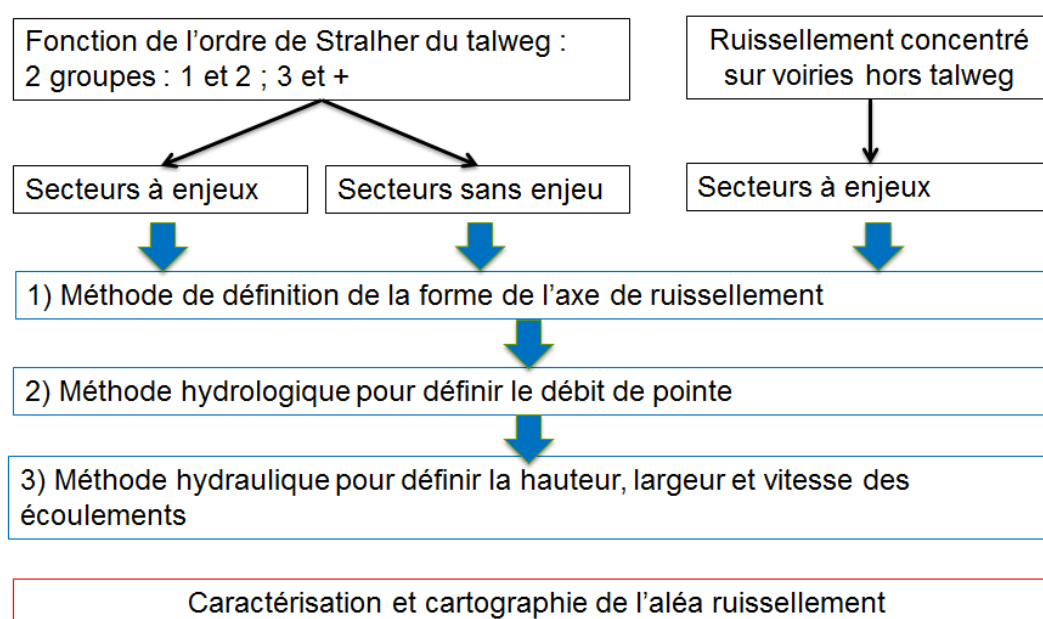 Fonction de l'ordre de Stralher du talweg :
2 groupes : 1 et 2 ; 3 et +
Ruissellement concentré
sur voiries hors talweg
Secteurs à enjeux
Secteurs sans enjeu
Secteurs à enjeux
1) Méthode de définition de la forme de l'axe de ruissellement
2) Méthode hydrologique pour définir le débit de pointe
3) Méthode hydraulique pour définir la hauteur, largeur et vitesse des
écoulements
Caractérisation et cartographie de l'aléa ruissellement